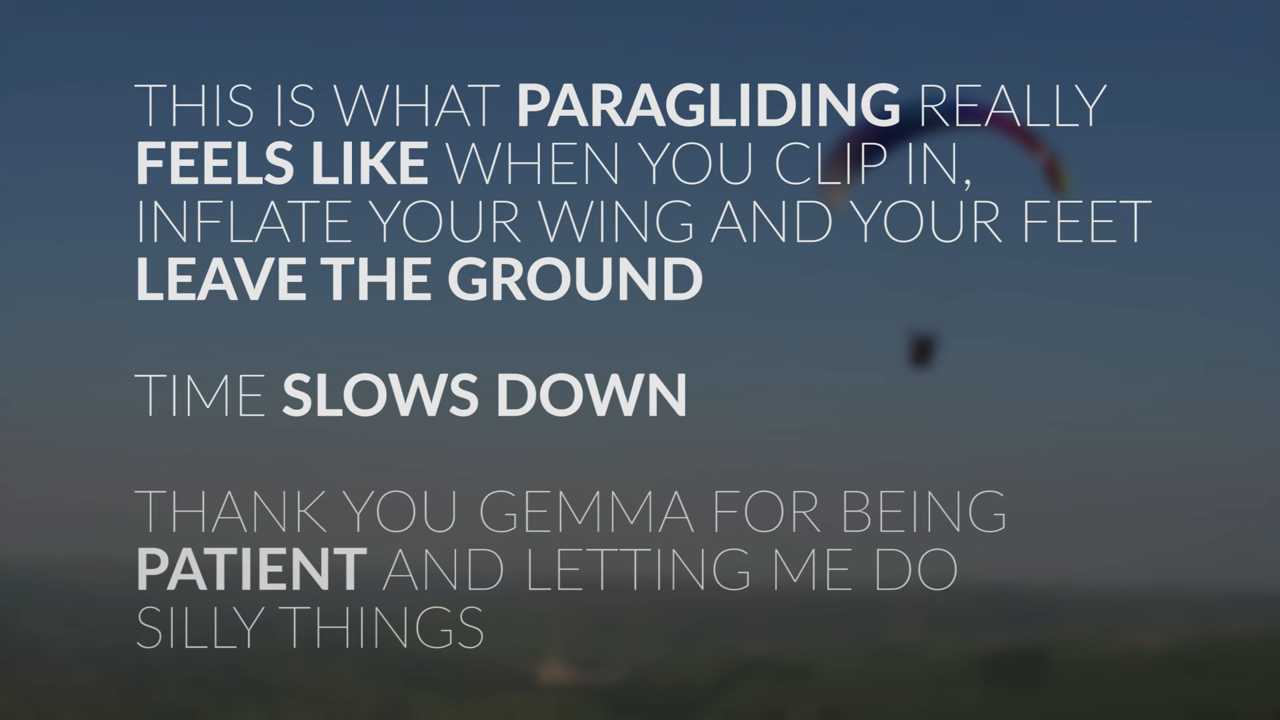 THIS IS WHAT PARAGLIDING REALLY
FEELS LIKE WHEN YOU CLIP IN,
INFLATE YOUR WING AND YOUR FEET
LEAVE THE GROUND
TIME SLOWS DOWN
THANK YOU GEMMA FOR BEING
PATIENT AND LETTING ME DO
SILLY THINGS